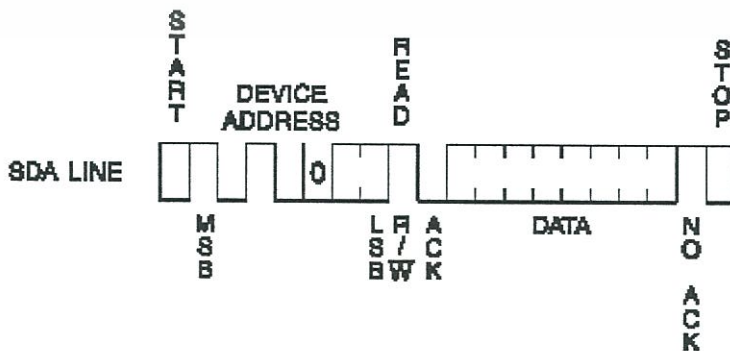 START
READ
STOP
DEVICE
ADDRESS
SDA LINE
0
MSB
LSB
R/W
ACK
DATA
NO ACK